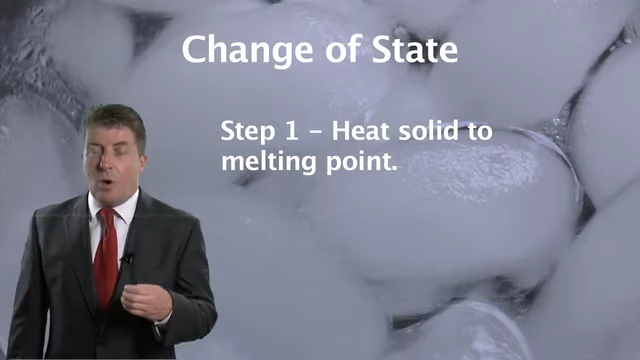 Change of State
Step 1 – Heat solid to
melting point.